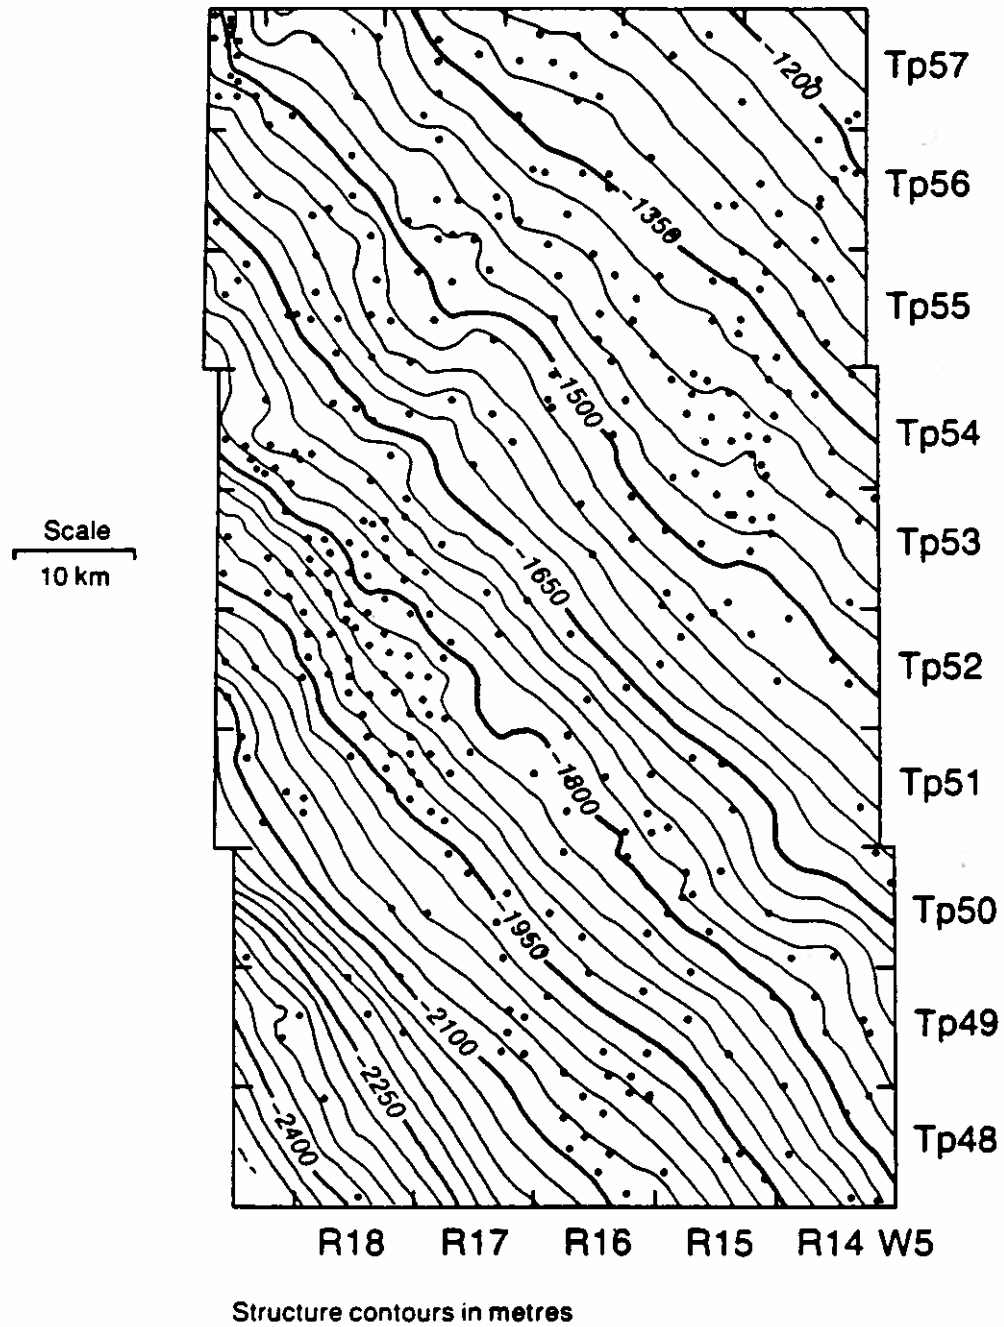 Tp57
-1200
Tp56
-1350
Tp55
-1500
Tp54
Scale
10 km
Tp53
-1650
Tp52
-1800
Tp51
-1950
Tp50
-2100
Tp49
-2250
-2400
Tp48
R18 R17 R16 R15 R14 W5
Structure contours in metres